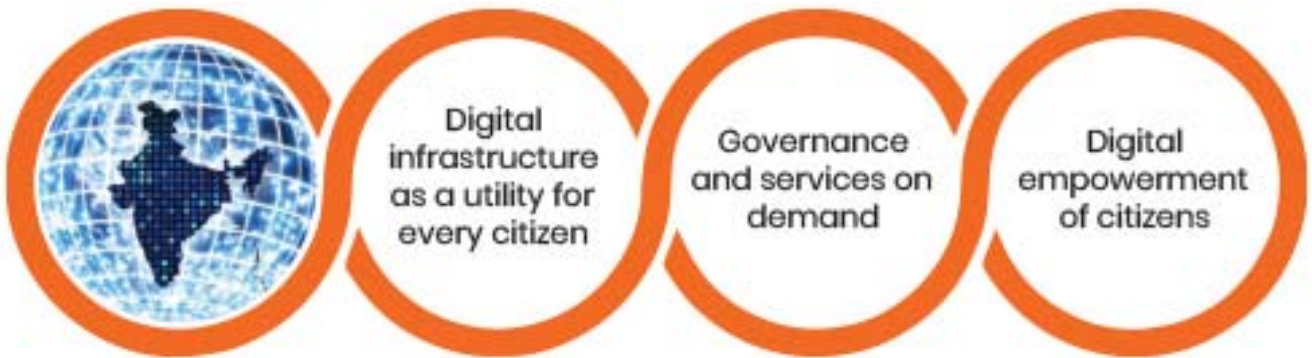 Digital
infrastructure
as a utility for
every citizen
Governance
and services on
demand
Digital
empowerment
of citizens